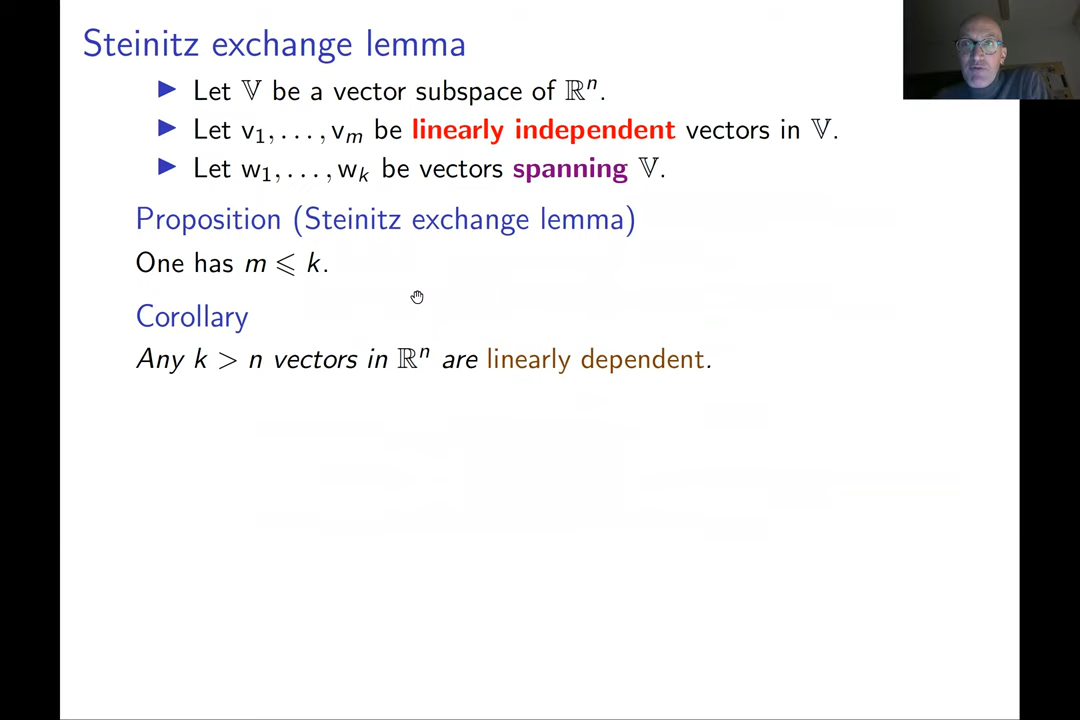 Steinitz exchange lemma
▶ Let 𝕍 be a vector subspace of ℝⁿ.
▶ Let v₁, . . . , vₘ be linearly independent vectors in 𝕍.
▶ Let w₁, . . . , wₖ be vectors spanning 𝕍.
Proposition (Steinitz exchange lemma)
One has m ⩽ k.
Corollary
Any k > n vectors in ℝⁿ are linearly dependent.